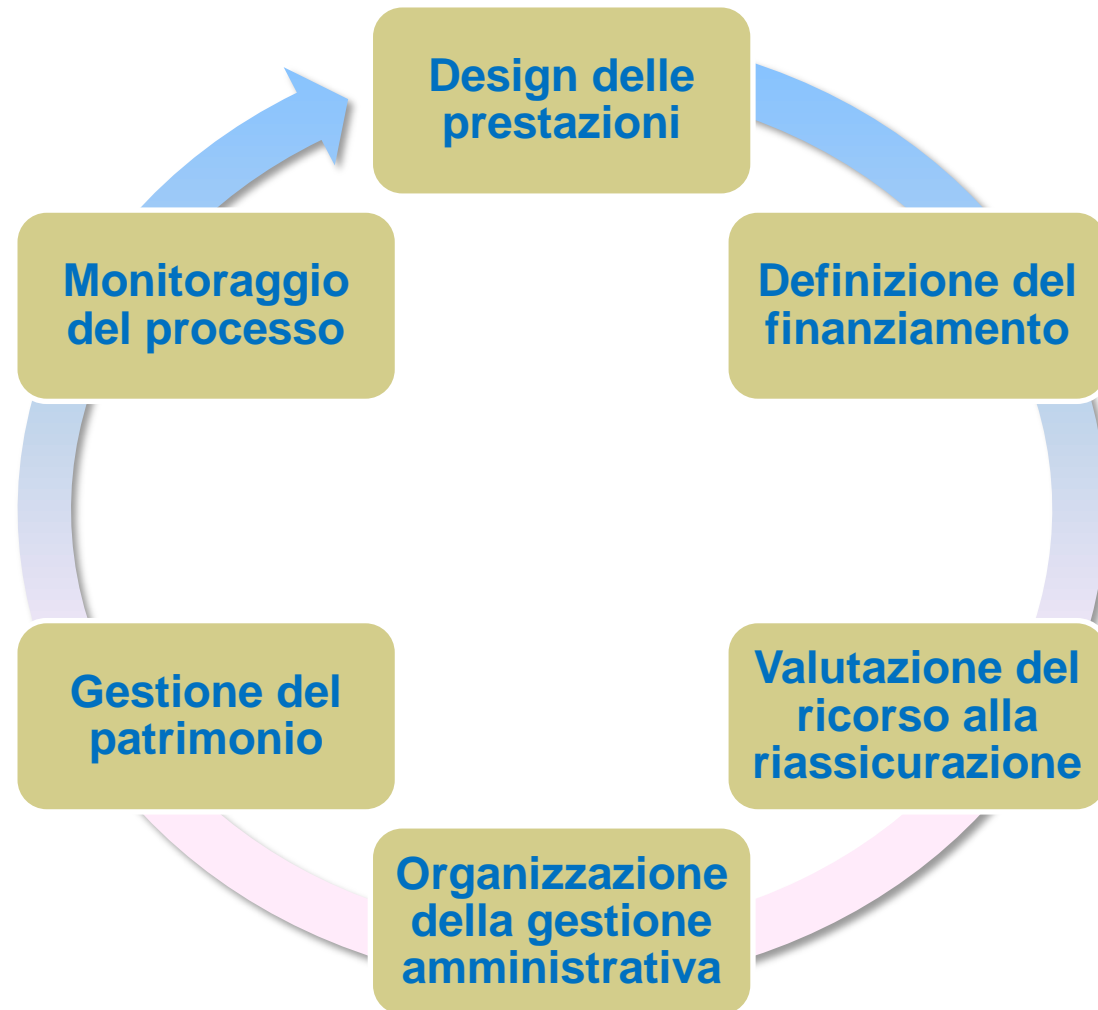 Design delle
prestazioni
Definizione del
finanziamento
Valutazione del
ricorso alla
riassicurazione
Organizzazione
della gestione
amministrativa
Gestione del
patrimonio
Monitoraggio
del processo